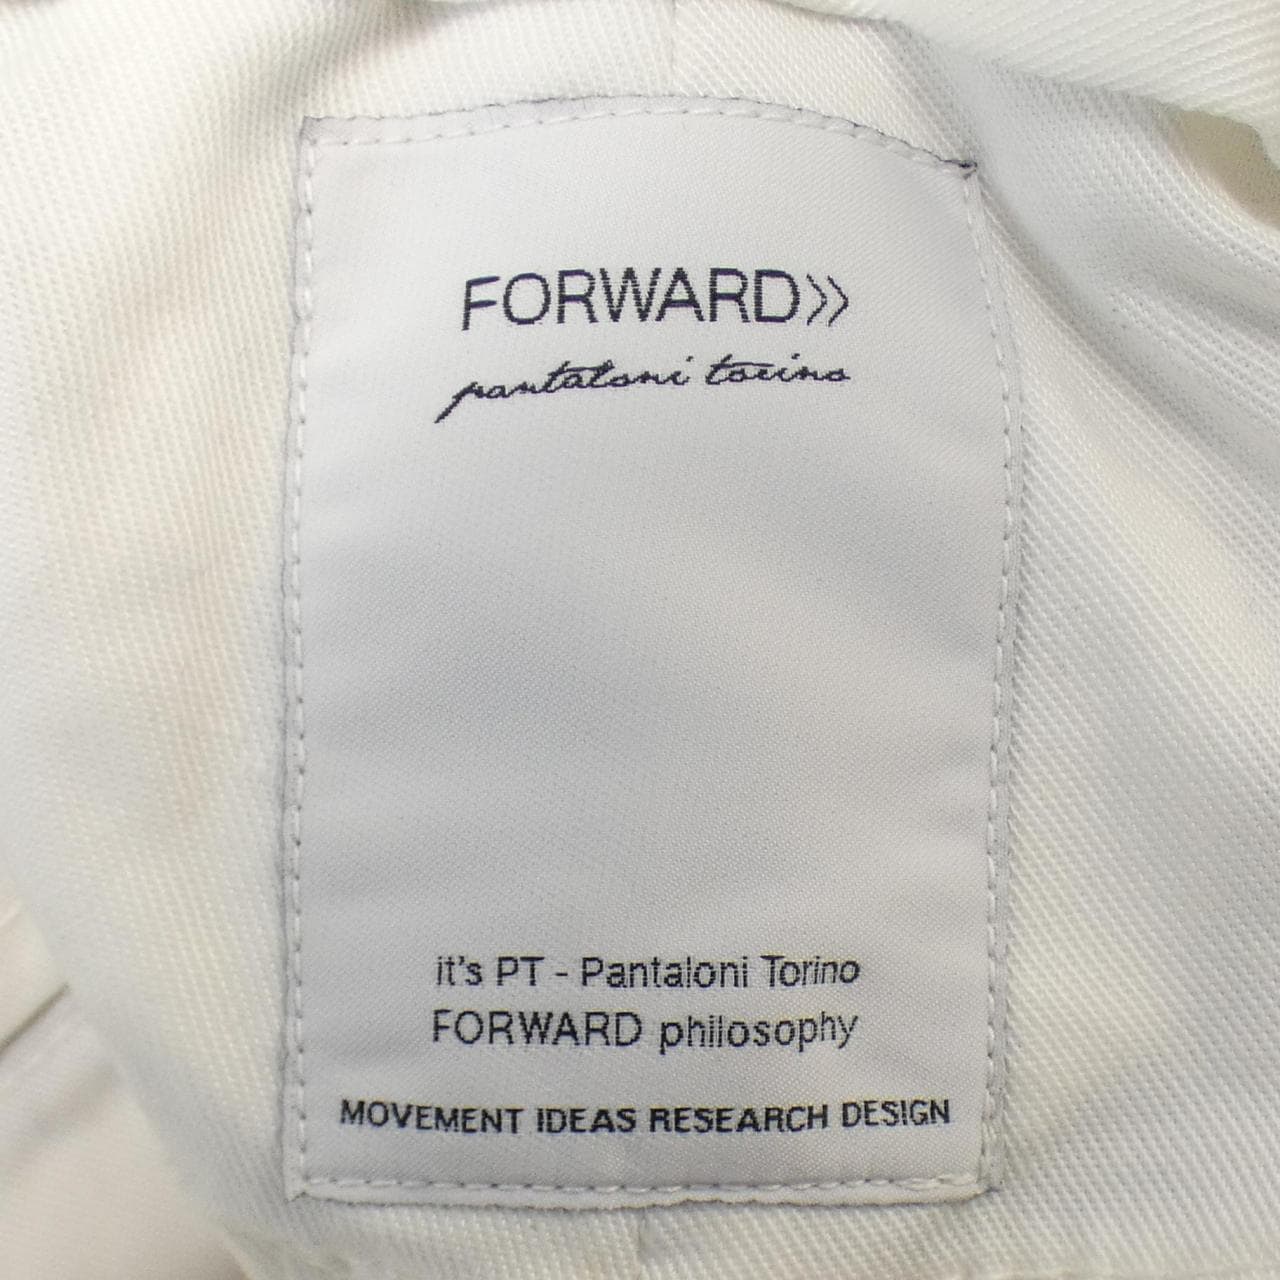 FORWARD>>
pantaloni torino
it's PT - Pantaloni Torino
FORWARD philosophy
MOVEMENT IDEAS RESEARCH DESIGN